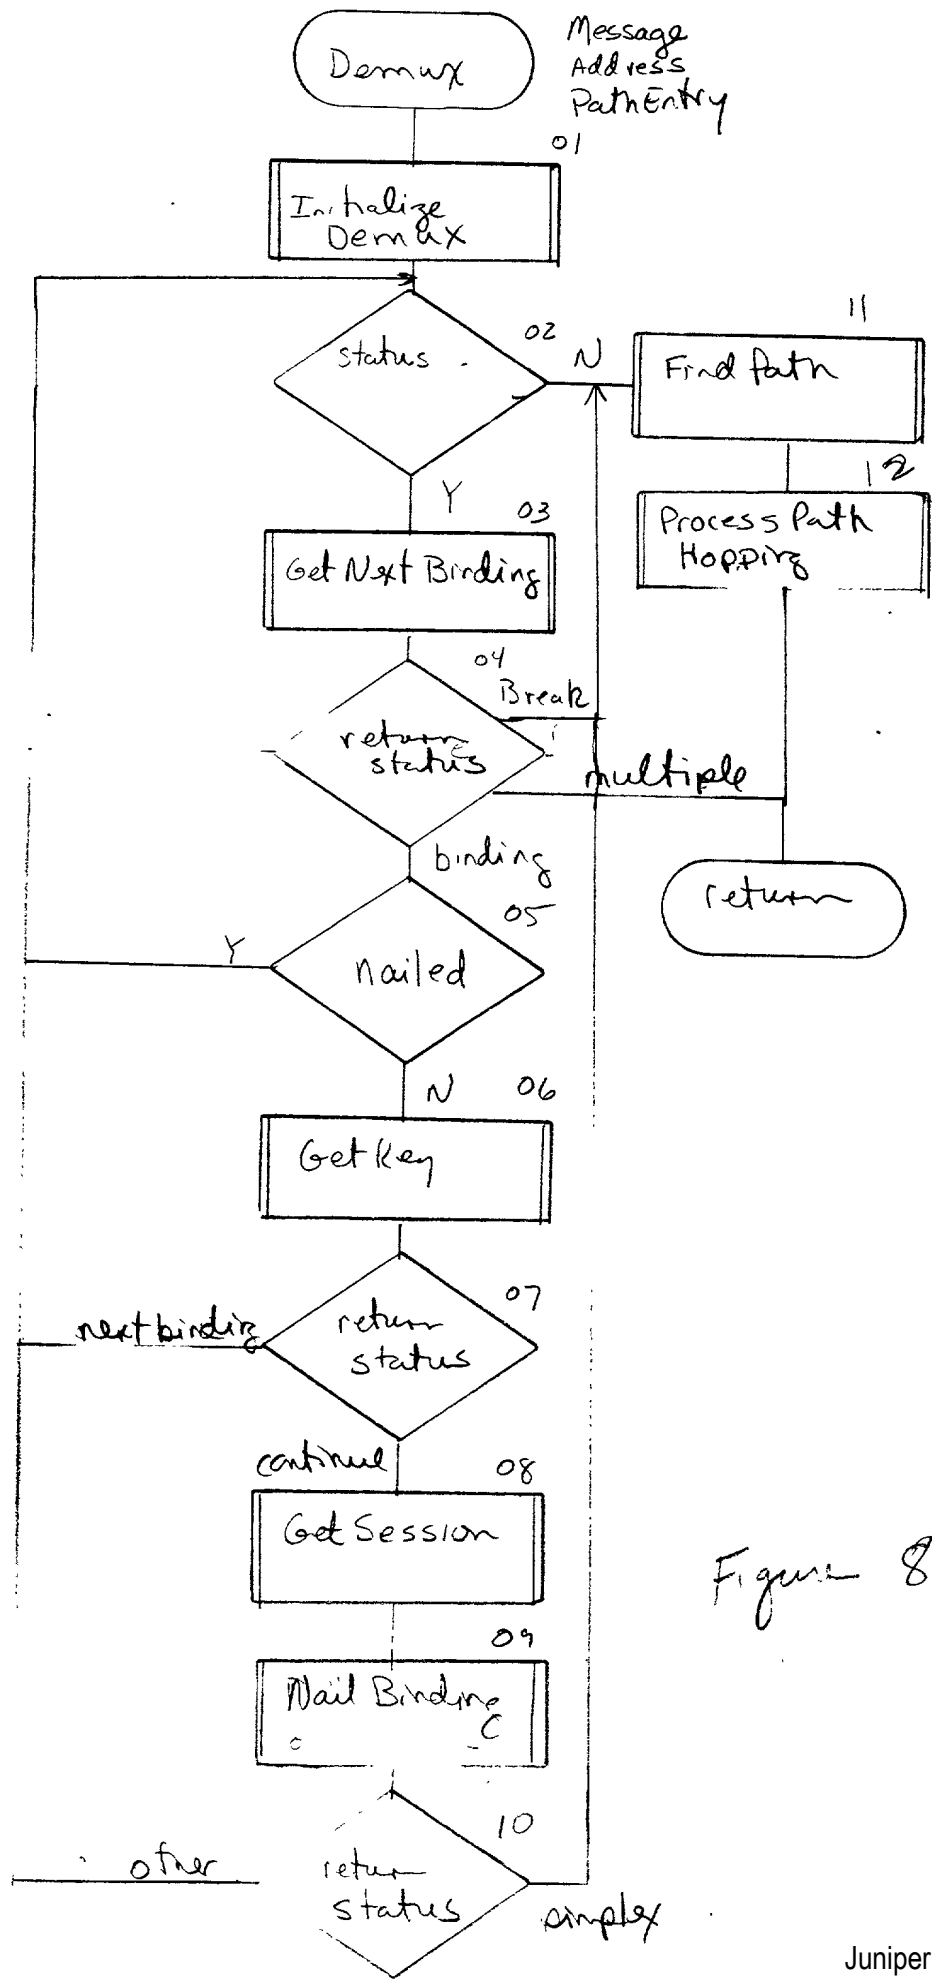 Demux
Message
Address
PathEntry
01
Initialize
Demux
02
status
N
11
Find Path
Y
12
Process Path
Hopping
03
Get Next Binding
04
Break
return
status
multiple
binding
return
05
Y
nailed
N
06
Get Key
07
next binding
return
status
continue
08
Get Session
Figure 8
09
Nail Binding
10
other
return
status
simplex
Juniper